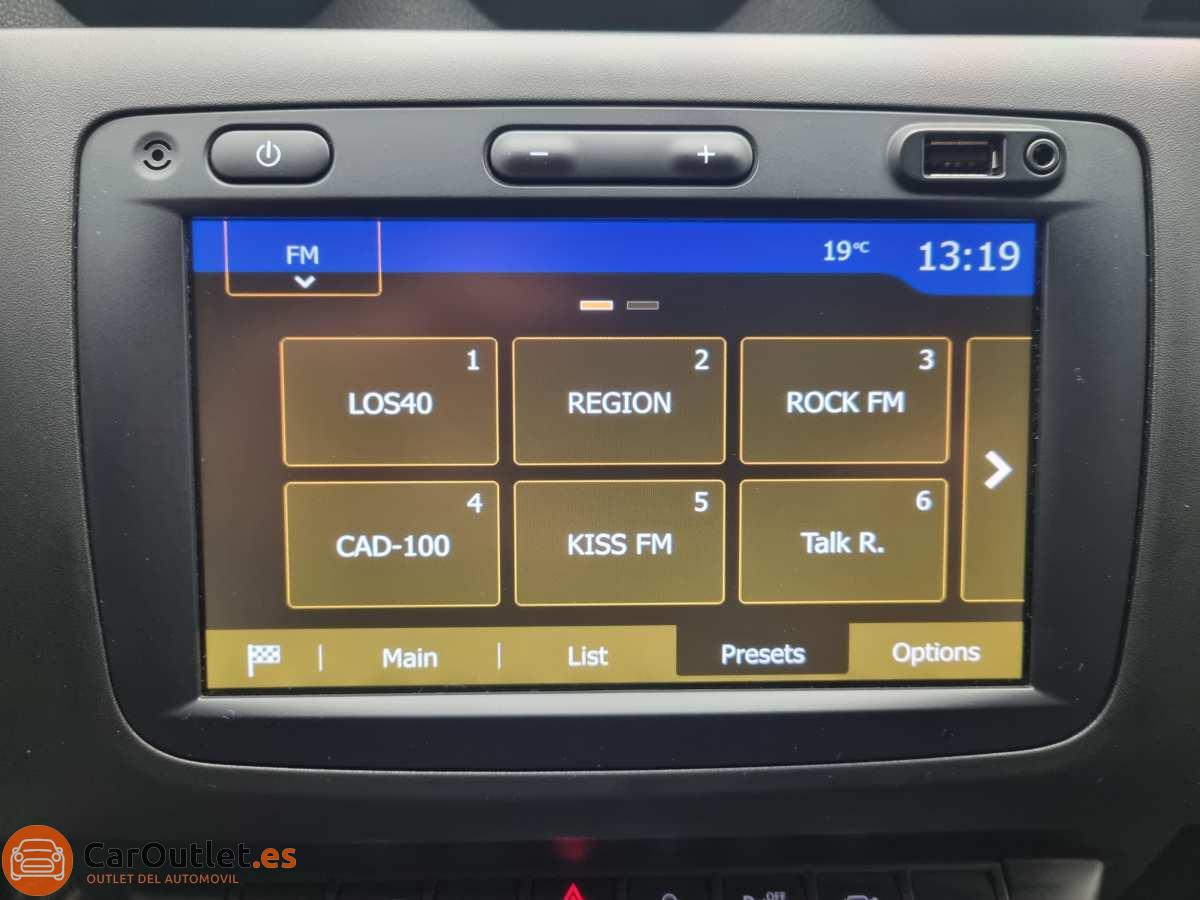 FM
19°C
13:19
1
LOS40
2
REGION
3
ROCK FM
4
CAD-100
5
KISS FM
6
Talk R.
Main
List
Presets
Options
CarOutlet.es
OUTLET DEL AUTOMOVIL
OFF